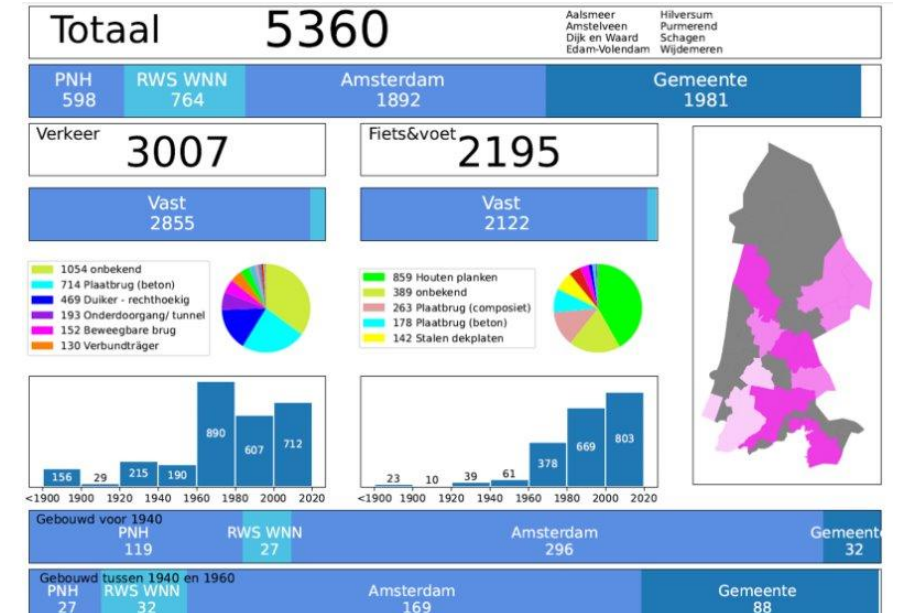 Totaal 5360
Aalsmeer Hilversum
Amstelveen Purmerend
Dijk en Waard Schagen
Edam-Volendam Wijdemeren
PNH RWS WNN Amsterdam Gemeente
598 764 1892 1981
Verkeer 3007
Fiets&voet 2195
Vast
2855
Vast
2122
1054 onbekend
714 Plaatbrug (beton)
469 Duiker - rechthoekig
193 Onderdoorgang/ tunnel
152 Beweegbare brug
130 Verbundträger
859 Houten planken
389 onbekend
263 Plaatbrug (composiet)
178 Plaatbrug (beton)
142 Stalen dekplaten
156 29 215 190 890 607 712
<1900 1900 1920 1940 1960 1980 2000 2020
23 10 39 61 378 669 803
<1900 1900 1920 1940 1960 1980 2000 2020
Gebouwd voor 1940
PNH RWS WNN Amsterdam Gemeente
119 27 296 32
Gebouwd tussen 1940 en 1960
PNH RWS WNN Amsterdam Gemeente
27 32 169 88